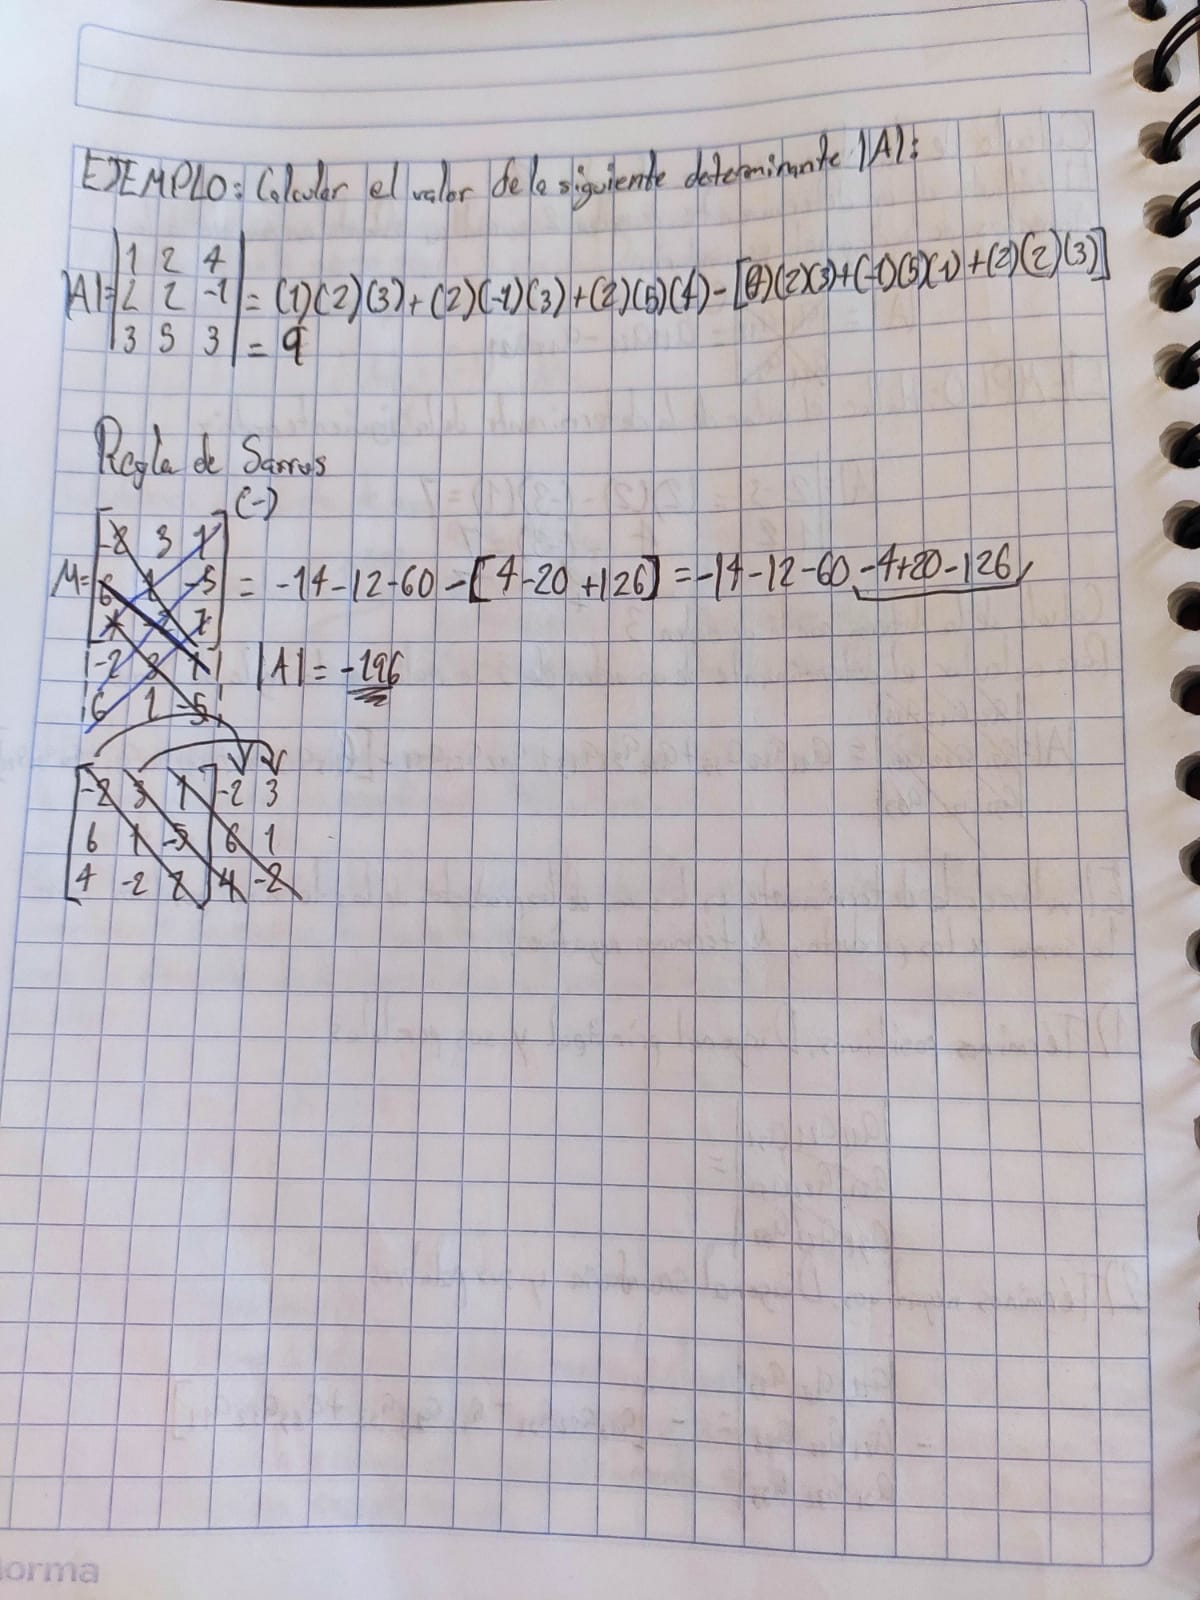 EJEMPLO: Calcular el valor de la siguiente determinante |A|:
|1 2 4|
|A|=|2 2 -1| = (1)(2)(3)+(2)(-1)(3)+(2)(5)(4)-[(4)(2)(3)+(-1)(5)(1)+(2)(2)(3)]
|3 5 3| = 9
Regla de Sarrus
(-)
[-2 3 1]
M=[6 1 -5] = -14-12-60-[4-20+126]=-14-12-60-4+20-126,
[4 -2 7]
-2 3 1 |A| = -196
6 1 -5
[-2 3 1] -2 3
[6 1 -5] 6 1
[4 -2 7] 4 -2
orma